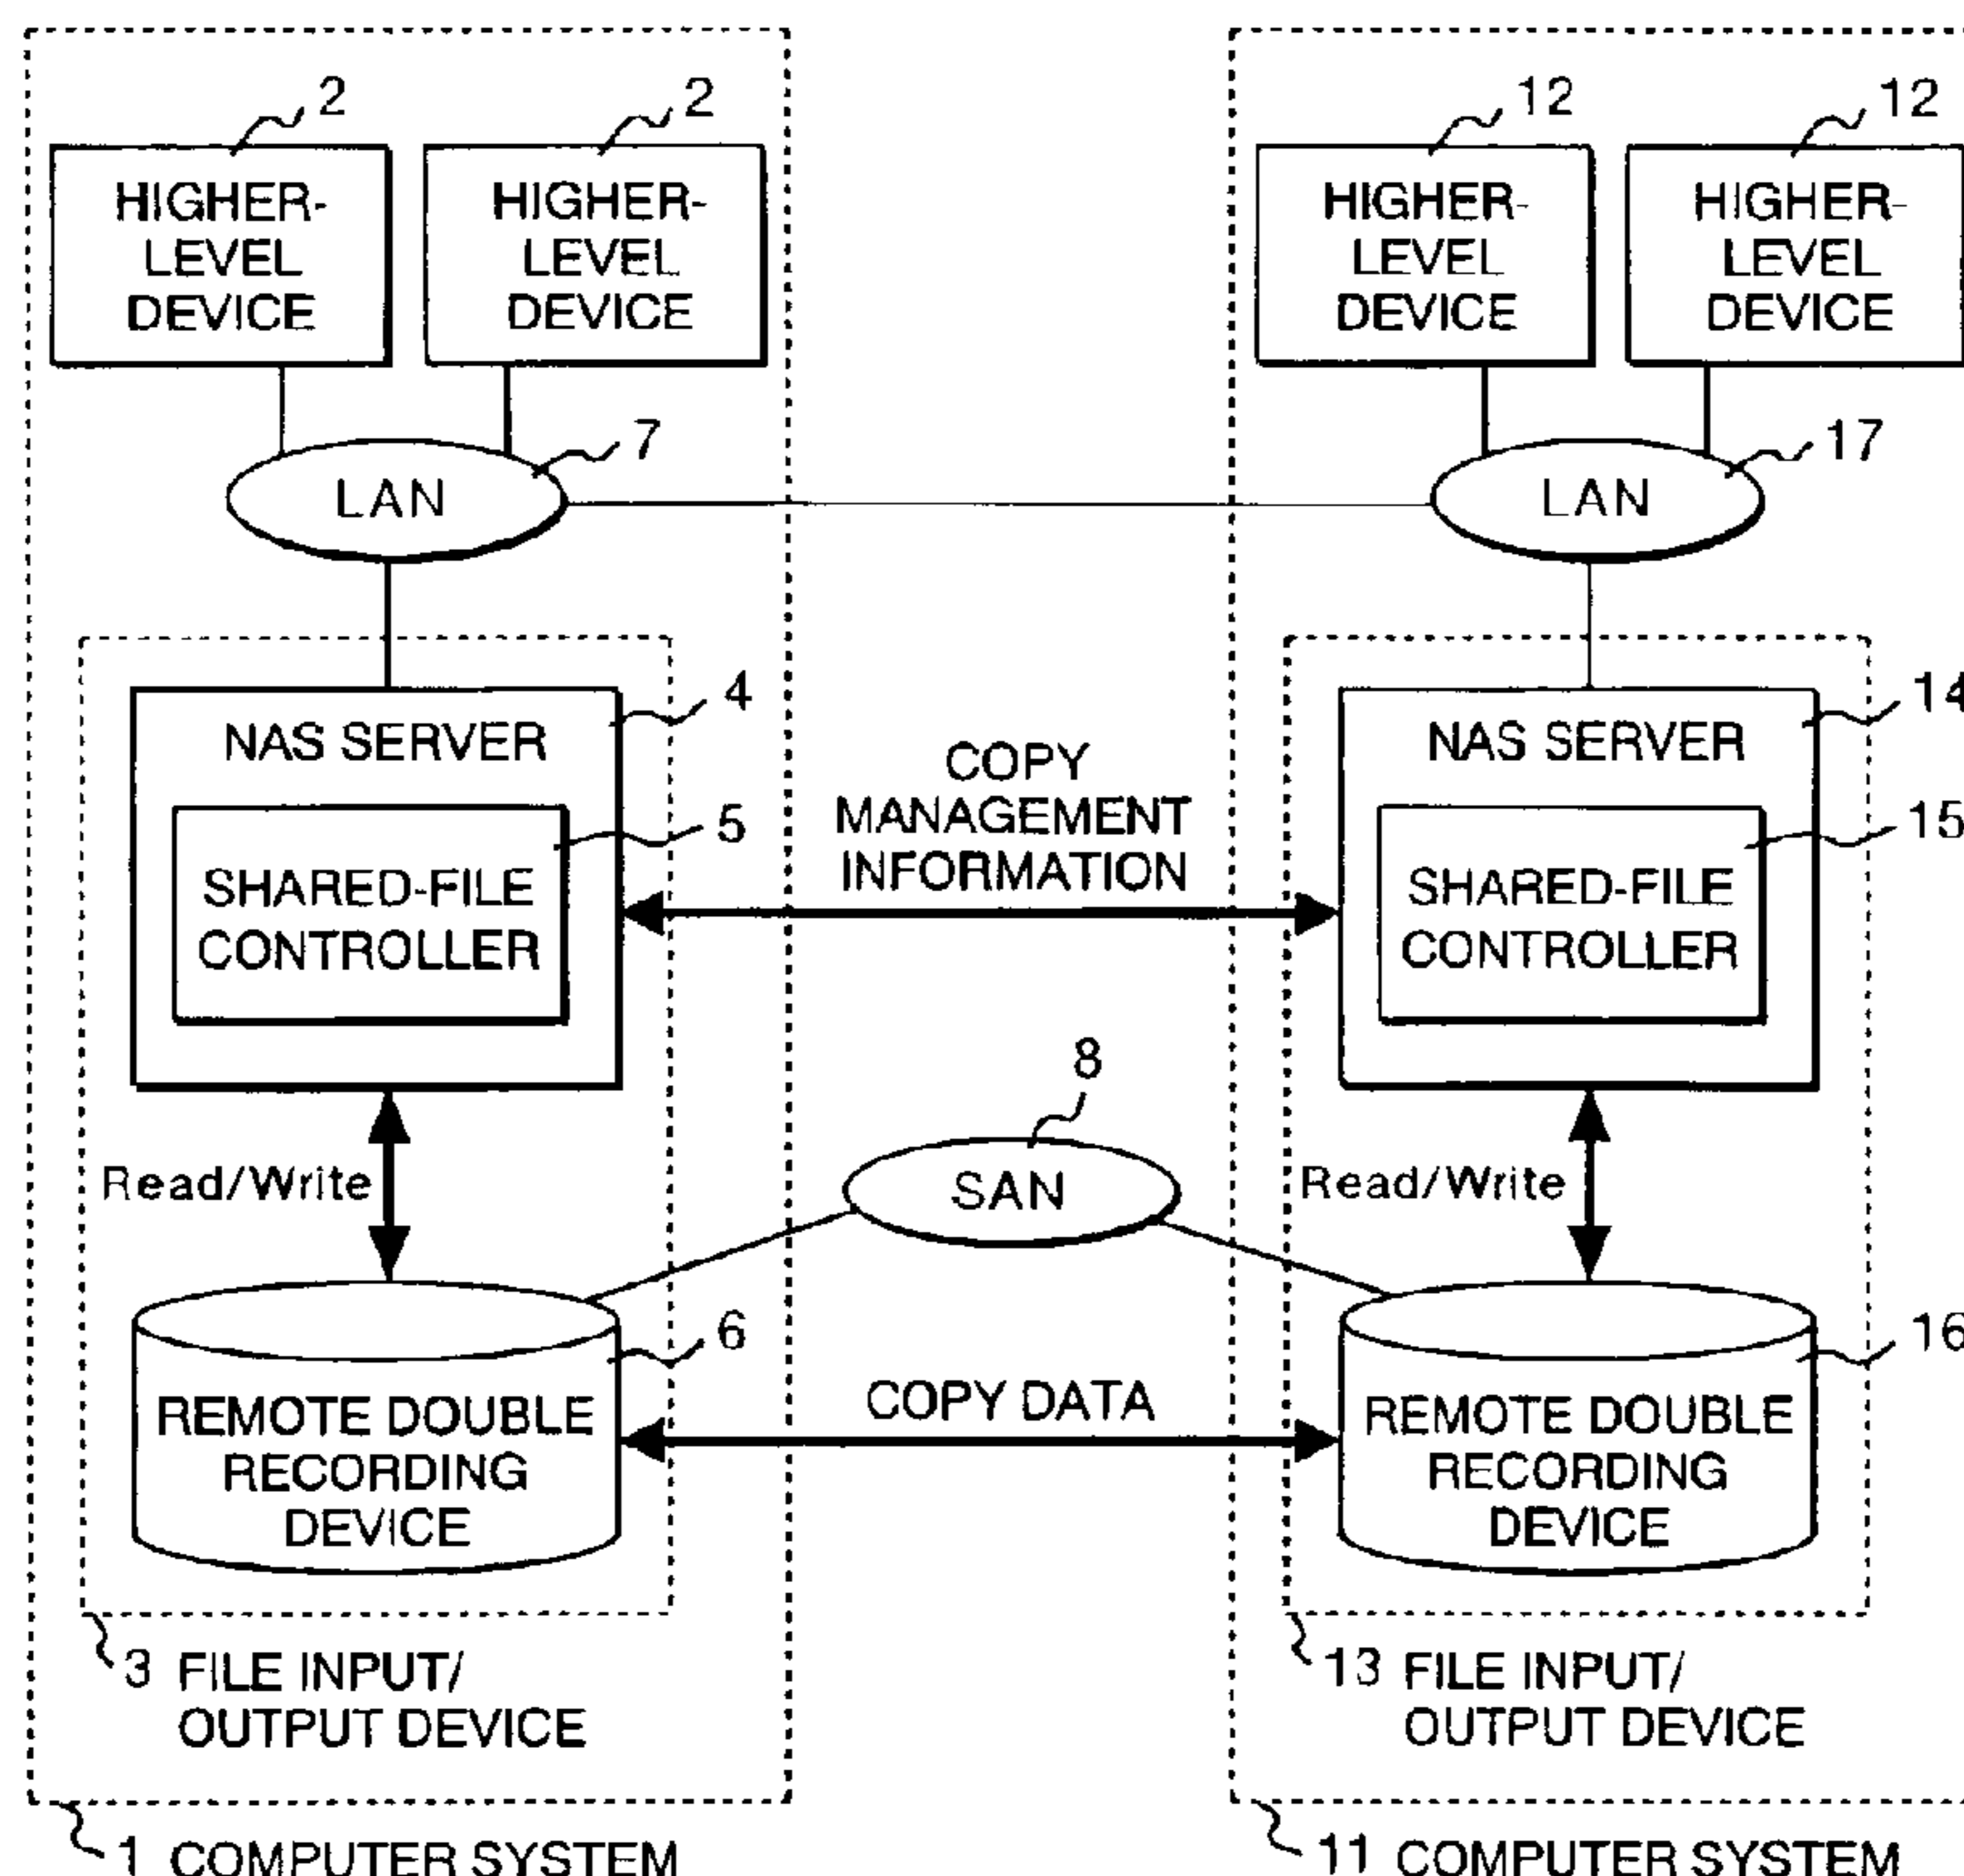 2
2
12
12
HIGHER-
LEVEL
DEVICE
HIGHER-
LEVEL
DEVICE
HIGHER-
LEVEL
DEVICE
HIGHER-
LEVEL
DEVICE
7
17
LAN
LAN
4
14
NAS SERVER
NAS SERVER
COPY
MANAGEMENT
INFORMATION
5
15
SHARED-FILE
CONTROLLER
SHARED-FILE
CONTROLLER
8
Read/Write
SAN
Read/Write
6
16
REMOTE DOUBLE
RECORDING
DEVICE
COPY DATA
REMOTE DOUBLE
RECORDING
DEVICE
3 FILE INPUT/
OUTPUT DEVICE
13 FILE INPUT/
OUTPUT DEVICE
1 COMPUTER SYSTEM
11 COMPUTER SYSTEM